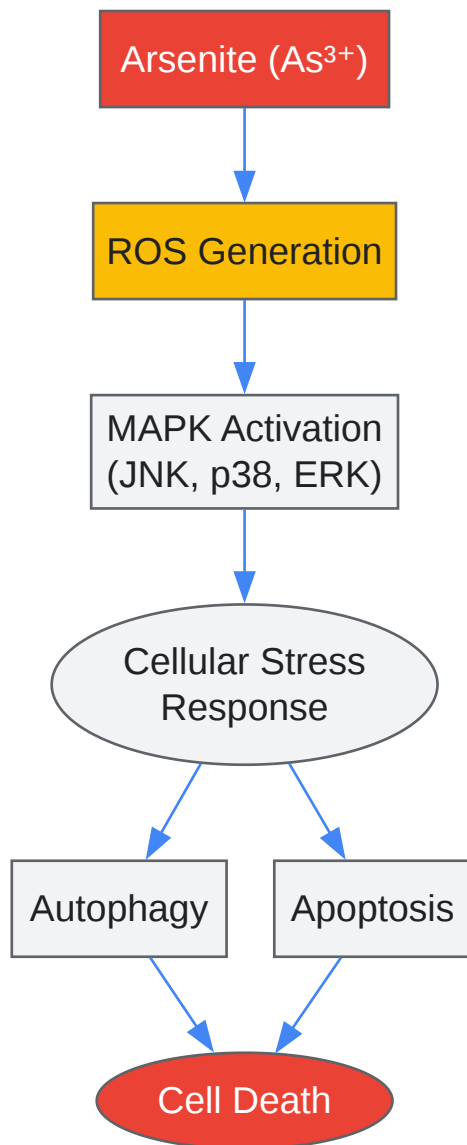 Arsenite (As³⁺)
ROS Generation
MAPK Activation
(JNK, p38, ERK)
Cellular Stress
Response
Autophagy
Apoptosis
Cell Death